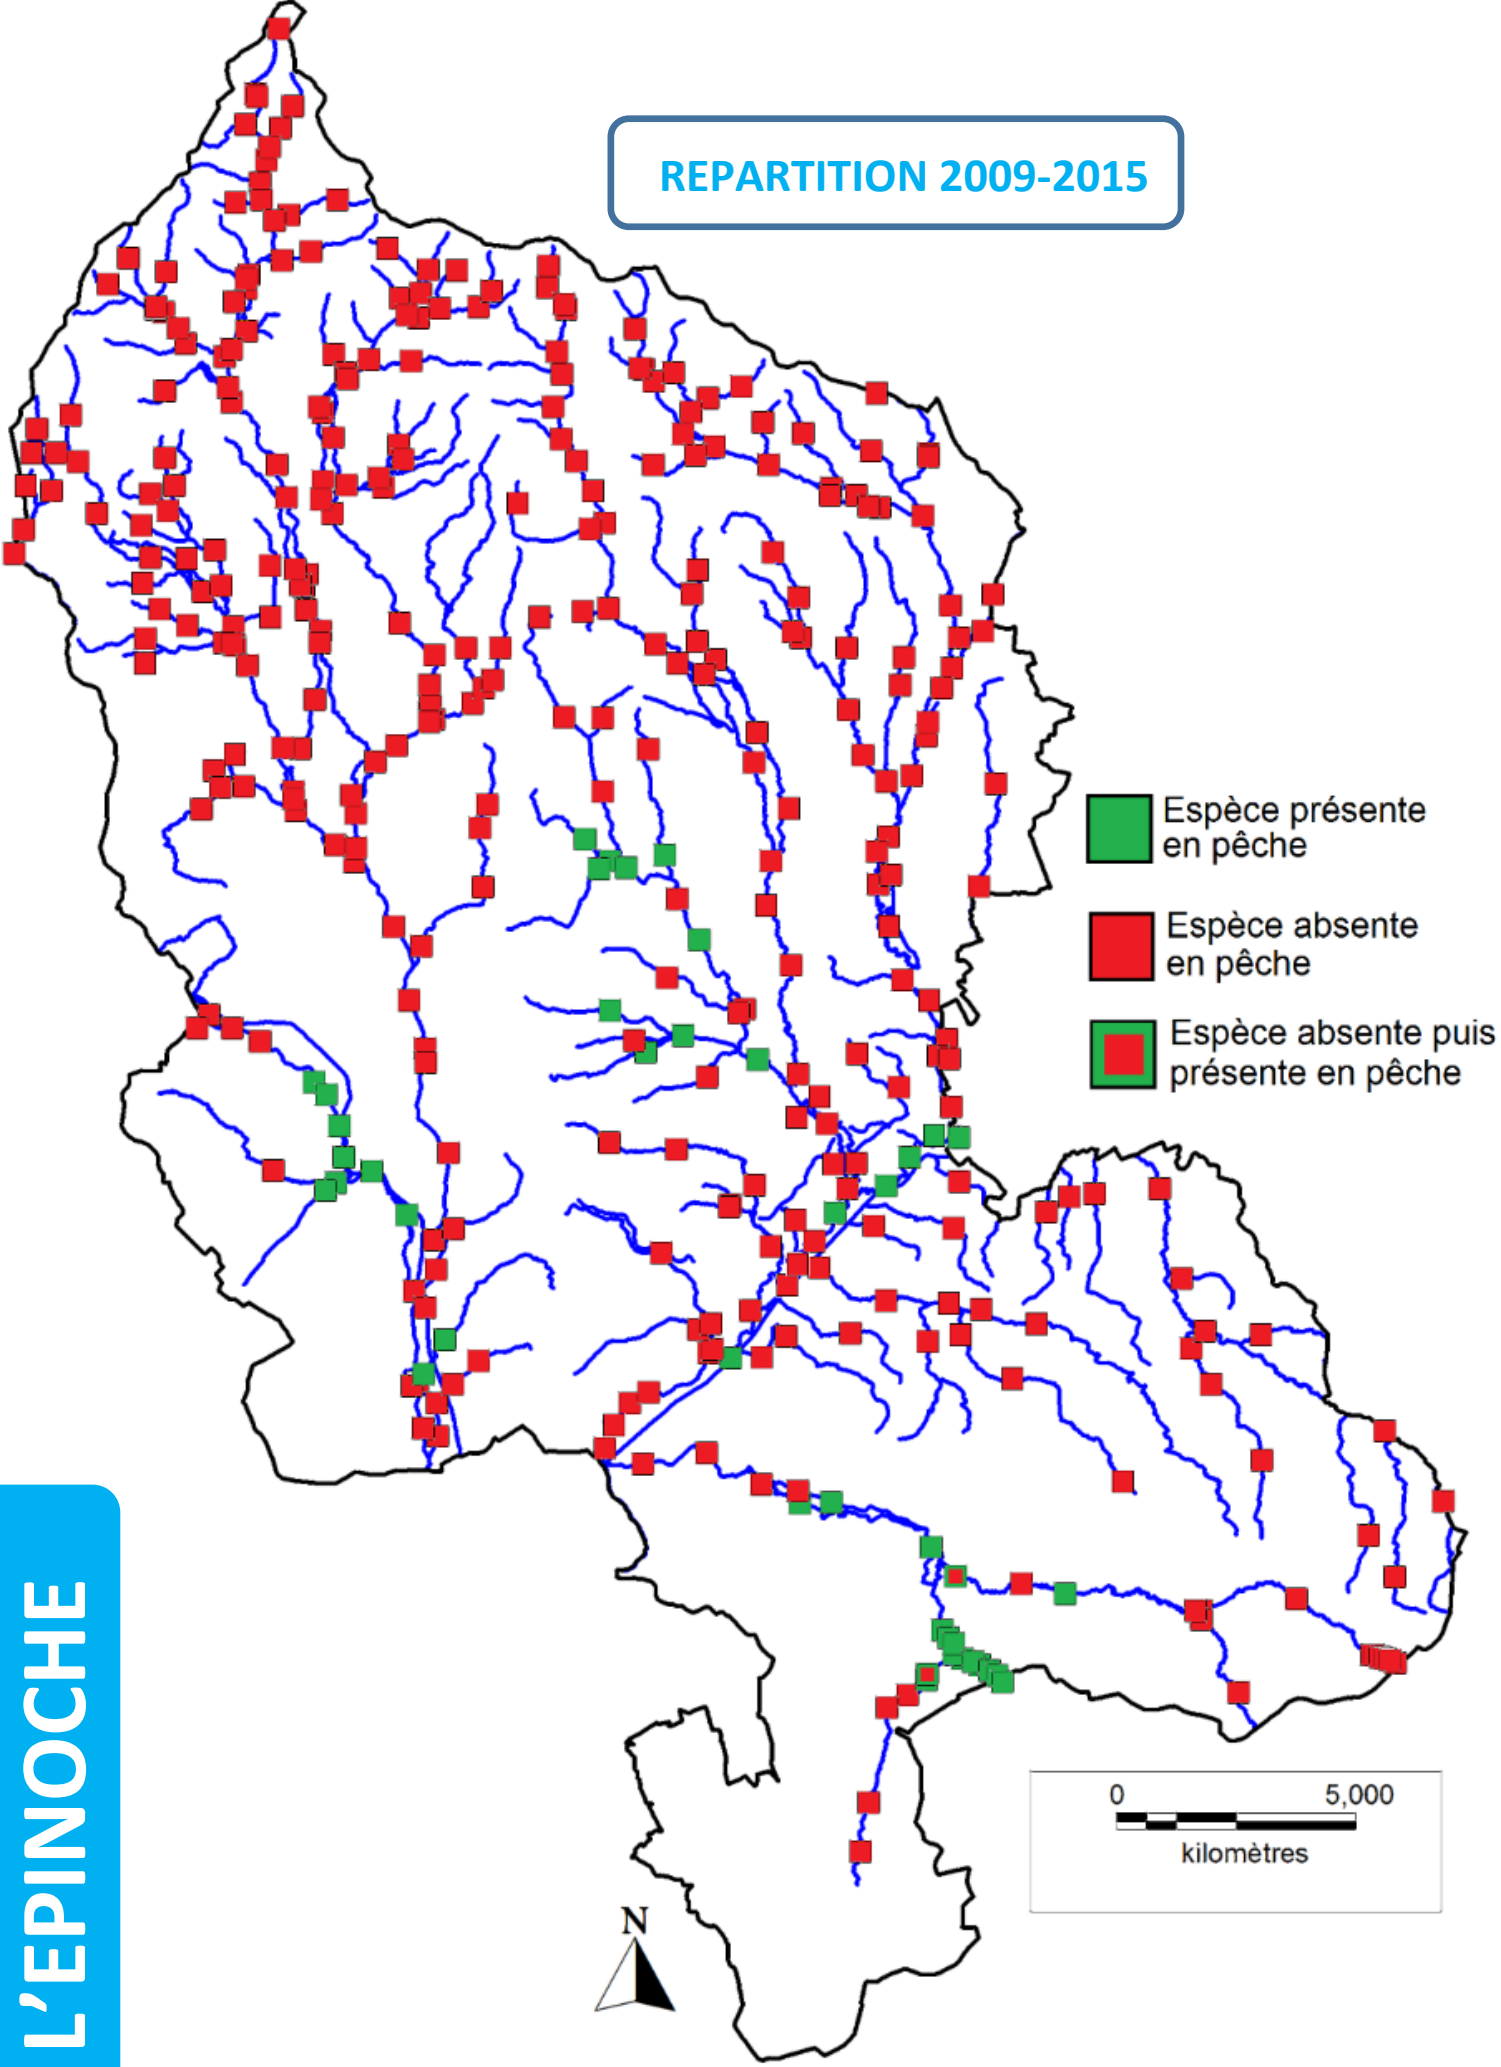 REPARTITION 2009-2015
Espèce présente
en pêche
Espèce absente
en pêche
Espèce absente puis
présente en pêche
0 5,000
kilomètres
N
L'EPINOCHE